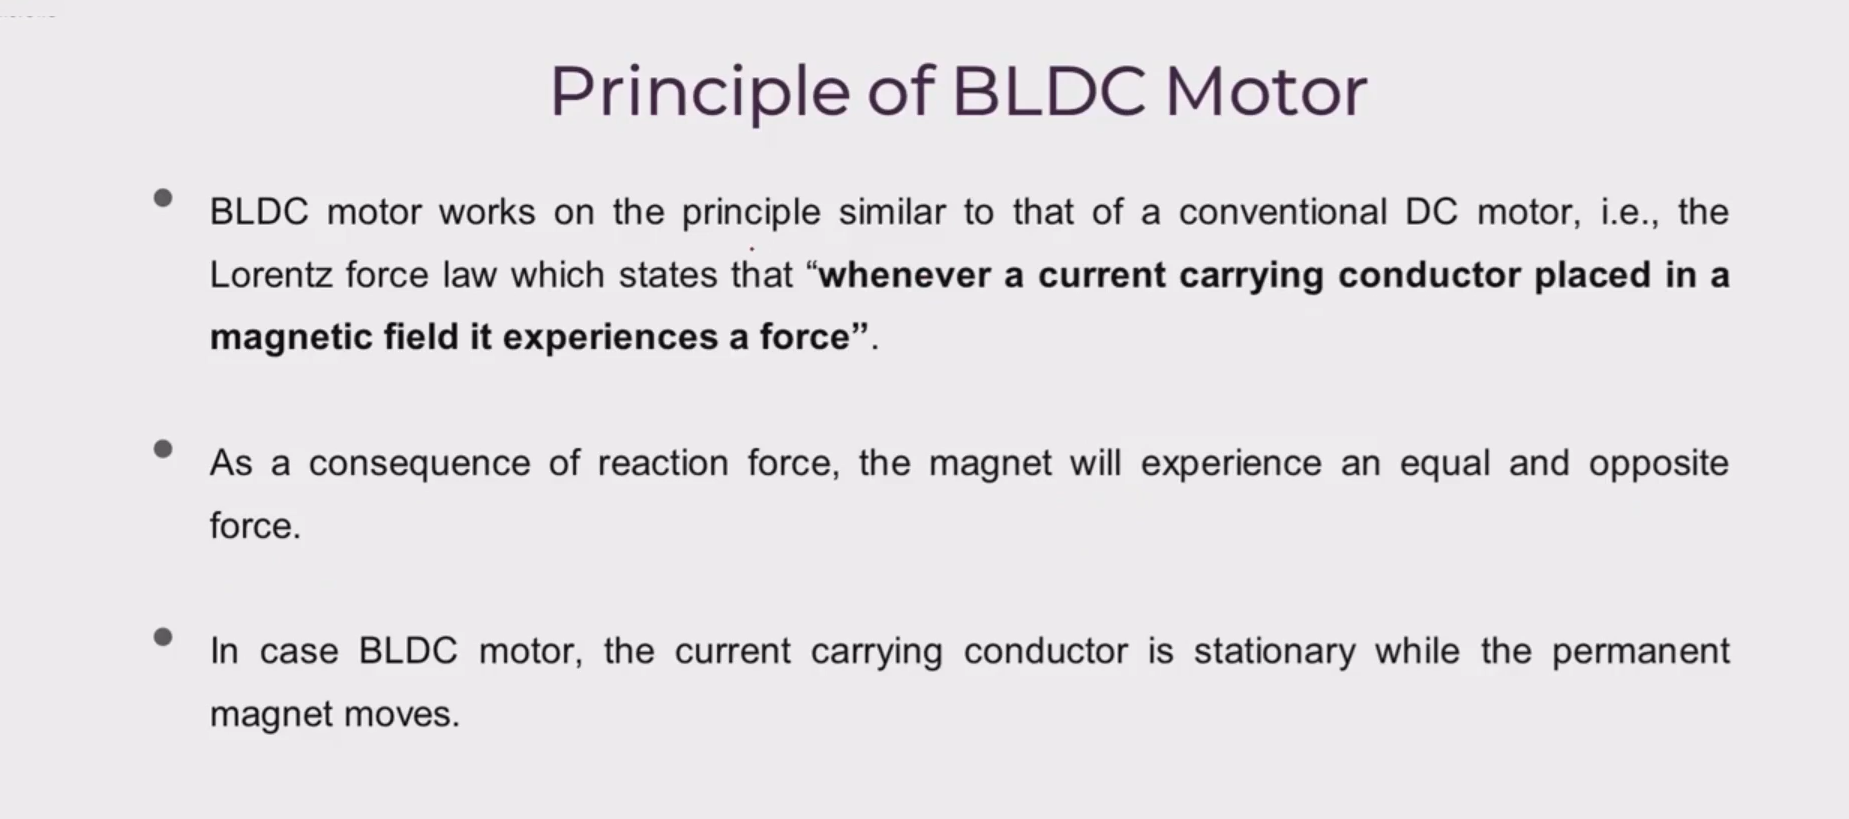 Principle of BLDC Motor
BLDC motor works on the principle similar to that of a conventional DC motor, i.e., the
Lorentz force law which states that “whenever a current carrying conductor placed in a
magnetic field it experiences a force”.
As a consequence of reaction force, the magnet will experience an equal and opposite
force.
In case BLDC motor, the current carrying conductor is stationary while the permanent
magnet moves.